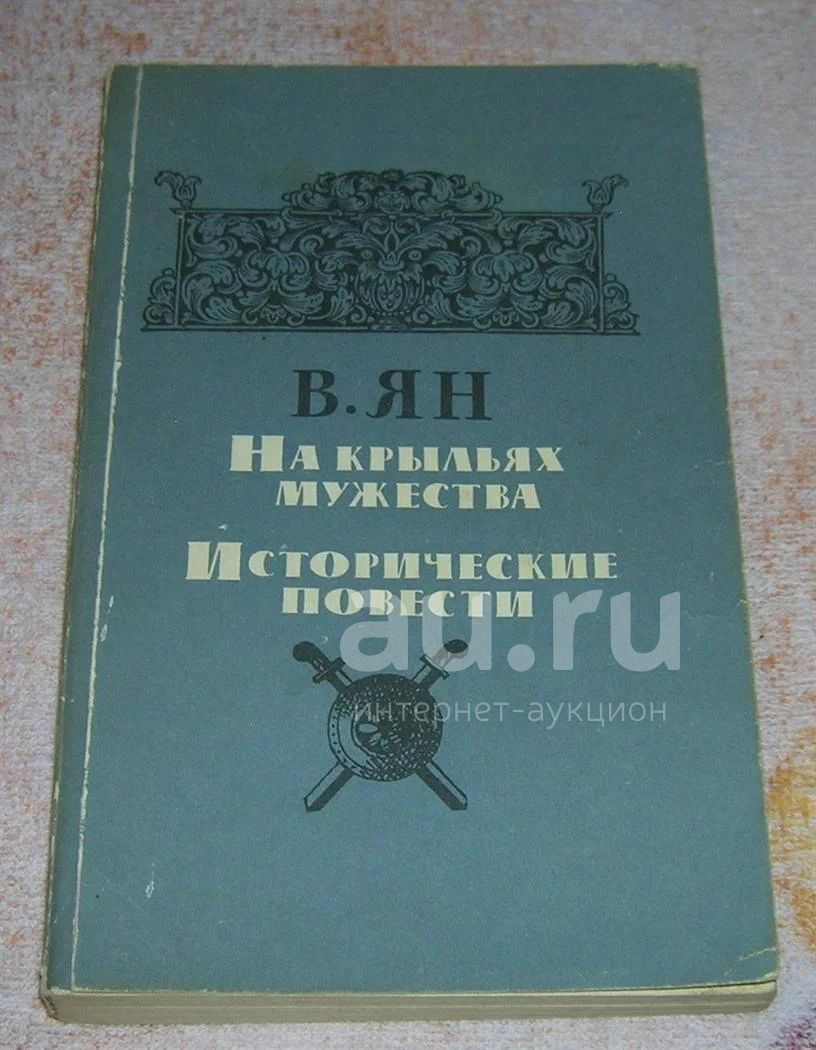 В. ЯН
НА КРЫЛЬЯХ
МУЖЕСТВА
ИСТОРИЧЕСКИЕ
ПОВЕСТИ
au.ru
интернет-аукцион